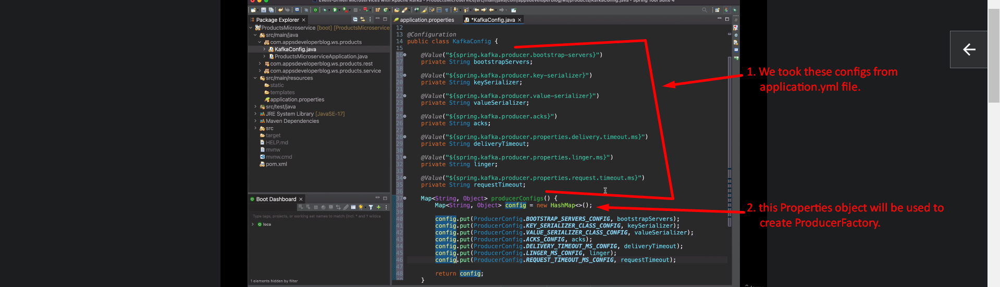 Event-Driven Microservices with Apache Kafka - ProductsMicroservice/src/main/java/com/appsdeveloperblog/ws/products/KafkaConfig.java - Spring Tool Suite 4
Package Explorer
ProductsMicroservice [boot] [ProductsMicroservice
src/main/java
com.appsdeveloperblog.ws.products
KafkaConfig.java
ProductsMicroserviceApplication.java
com.appsdeveloperblog.ws.products.rest
com.appsdeveloperblog.ws.products.service
src/main/resources
static
templates
application.properties
src/test/java
JRE System Library [JavaSE-17]
Maven Dependencies
src
target
HELP.md
mvnw
mvnw.cmd
pom.xml
Boot Dashboard
Type tags, projects, or working set names to match (incl. * and ? wildca
loca
1 elements hidden by filter
application.properties
*KafkaConfig.java
12
13 @Configuration
14 public class KafkaConfig {
15
16 @Value("${spring.kafka.producer.bootstrap-servers}")
17 private String bootstrapServers;
18
19 @Value("${spring.kafka.producer.key-serializer}")
20 private String keySerializer;
21
22 @Value("${spring.kafka.producer.value-serializer}")
23 private String valueSerializer;
24
25 @Value("${spring.kafka.producer.acks}")
26 private String acks;
27
28 @Value("${spring.kafka.producer.properties.delivery.timeout.ms}")
29 private String deliveryTimeout;
30
31 @Value("${spring.kafka.producer.properties.linger.ms}")
32 private String linger;
33
34 @Value("${spring.kafka.producer.properties.request.timeout.ms}")
35 private String requestTimeout;
36
37 Map<String, Object> producerConfigs() {
38 Map<String, Object> config = new HashMap<>();
39
40 config.put(ProducerConfig.BOOTSTRAP_SERVERS_CONFIG, bootstrapServers);
41 config.put(ProducerConfig.KEY_SERIALIZER_CLASS_CONFIG, keySerializer);
42 config.put(ProducerConfig.VALUE_SERIALIZER_CLASS_CONFIG, valueSerializer);
43 config.put(ProducerConfig.ACKS_CONFIG, acks);
44 config.put(ProducerConfig.DELIVERY_TIMEOUT_MS_CONFIG, deliveryTimeout);
45 config.put(ProducerConfig.LINGER_MS_CONFIG, linger);
46 config.put(ProducerConfig.REQUEST_TIMEOUT_MS_CONFIG, requestTimeout);
47
48 return config;
}
1. We took these configs from
application.yml file.
2. this Properties object will be used to
create ProducerFactory.